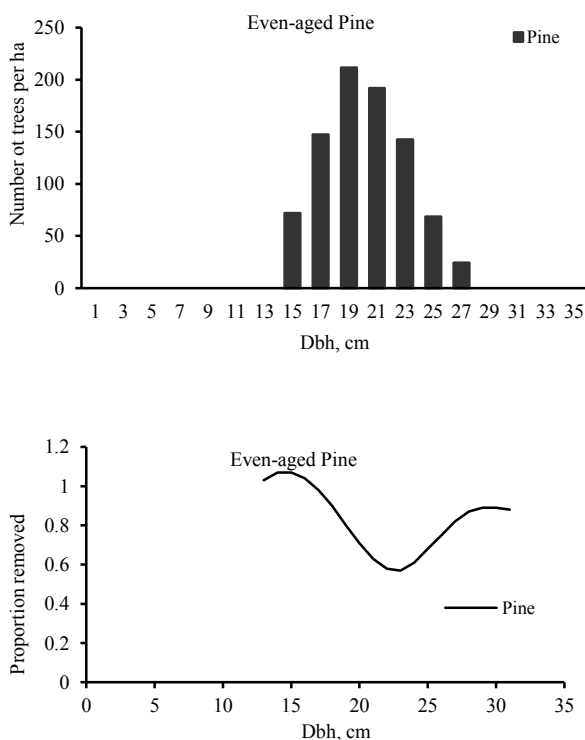 Even-aged Pine
Pine
250
200
150
100
50
0
Number ot trees per ha
1 3 5 7 9 11 13 15 17 19 21 23 25 27 29 31 33 35
Dbh, cm
Even-aged Pine
1.2
1
0.8
0.6
0.4
0.2
0
Proportion removed
Pine
0 5 10 15 20 25 30 35
Dbh, cm